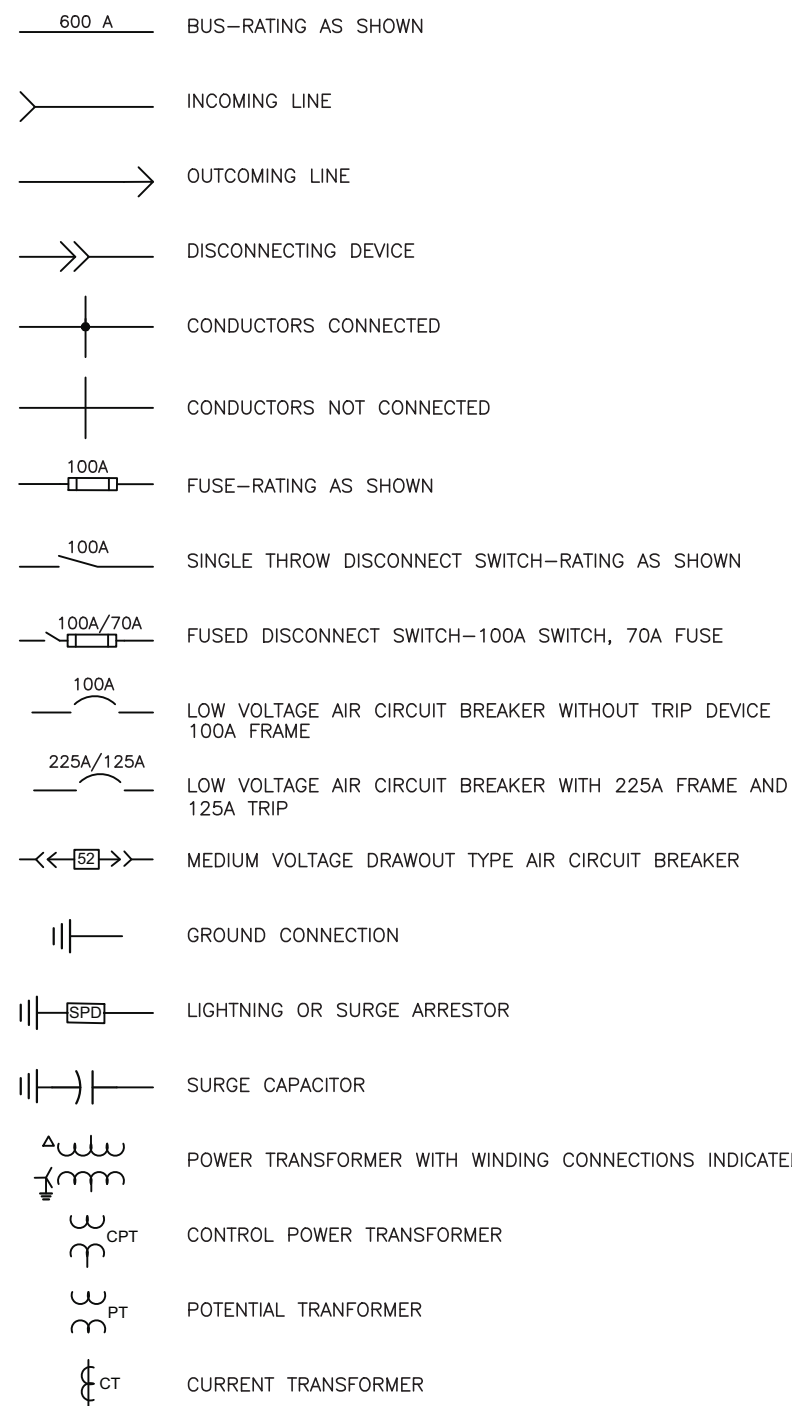 600 A BUS-RATING AS SHOWN
INCOMING LINE
OUTCOMING LINE
DISCONNECTING DEVICE
CONDUCTORS CONNECTED
CONDUCTORS NOT CONNECTED
100A
FUSE-RATING AS SHOWN
100A
SINGLE THROW DISCONNECT SWITCH-RATING AS SHOWN
100A/70A
FUSED DISCONNECT SWITCH-100A SWITCH, 70A FUSE
100A
LOW VOLTAGE AIR CIRCUIT BREAKER WITHOUT TRIP DEVICE
100A FRAME
225A/125A
LOW VOLTAGE AIR CIRCUIT BREAKER WITH 225A FRAME AND
125A TRIP
52 MEDIUM VOLTAGE DRAWOUT TYPE AIR CIRCUIT BREAKER
GROUND CONNECTION
SPD LIGHTNING OR SURGE ARRESTOR
SURGE CAPACITOR
POWER TRANSFORMER WITH WINDING CONNECTIONS INDICATE
CPT CONTROL POWER TRANSFORMER
PT POTENTIAL TRANFORMER
CT CURRENT TRANSFORMER